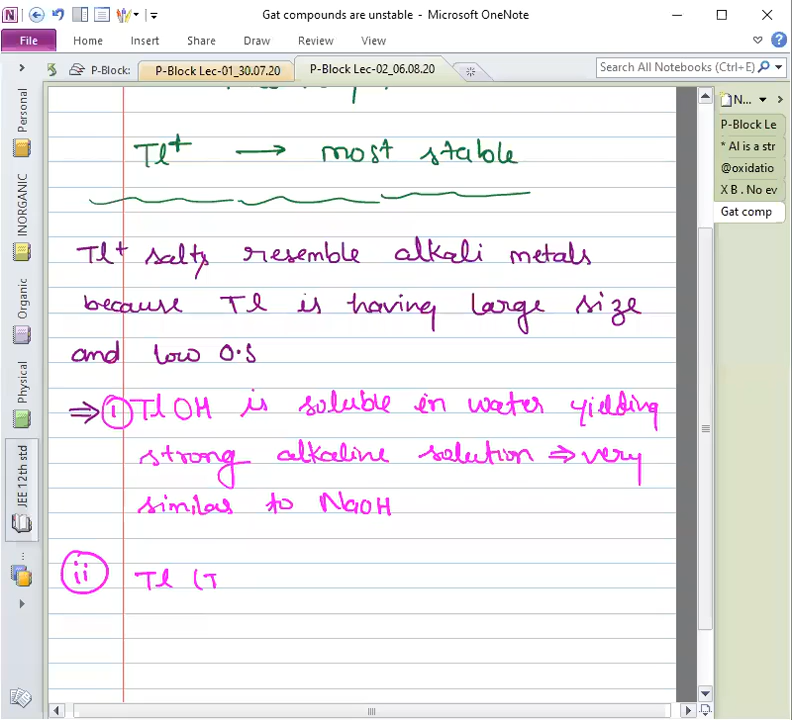 Gat compounds are unstable - Microsoft OneNote
File Home Insert Share Draw Review View
P-Block: P-Block Lec-01_30.07.20 P-Block Lec-02_06.08.20 Search All Notebooks (Ctrl+E)
N...
P-Block Le
* Al is a str
@oxidatio
X B . No ev
Gat comp
Personal
INORGANIC
Organic
Physical
JEE 12th std
Tl+ → most stable
Tl+ salts resemble alkali metals
because Tl is having large size
and low O.S
⇒ i TlOH is soluble in water yielding
strong alkaline solution ⇒ very
similar to NaOH
ii Tl (I